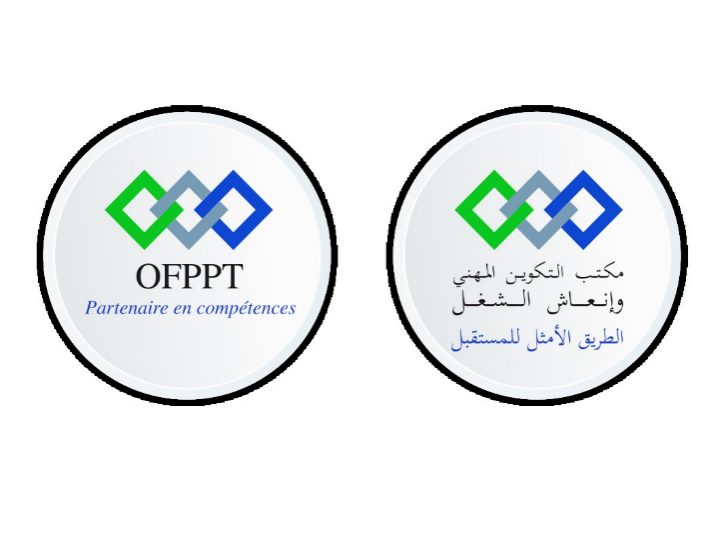 OFPPT
Partenaire en compétences
مكتب التكوين المهني
وإنعاش الشغل
الطريق الأمثل للمستقبل